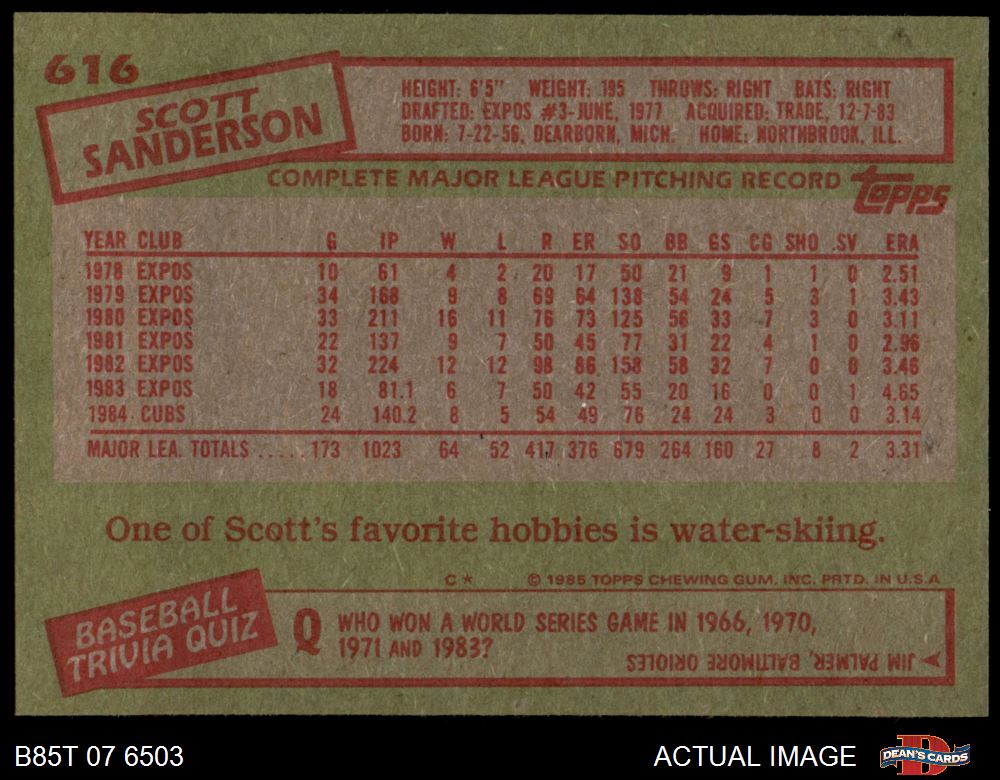 616
SCOTT
SANDERSON
HEIGHT: 6'5" WEIGHT: 195 THROWS: RIGHT BATS: RIGHT
DRAFTED: EXPOS #3-JUNE, 1977 ACQUIRED: TRADE, 12-7-83
BORN: 7-22-56, DEARBORN, MICH. HOME: NORTHBROOK, ILL.
COMPLETE MAJOR LEAGUE PITCHING RECORD
topps
YEAR CLUB G IP W L R ER SO BB GS CG SHO SV ERA
1978 EXPOS 10 61 4 2 20 17 50 21 9 1 1 0 2.51
1979 EXPOS 34 168 9 8 69 64 138 54 24 5 3 1 3.43
1980 EXPOS 33 211 16 11 76 73 125 56 33 7 3 0 3.11
1981 EXPOS 22 137 9 7 50 45 77 31 22 4 1 0 2.96
1982 EXPOS 32 224 12 12 98 86 158 58 32 7 0 0 3.46
1983 EXPOS 18 81.1 6 7 50 42 55 20 16 0 0 1 4.65
1984 CUBS 24 140.2 8 5 54 49 76 24 24 3 0 0 3.14
MAJOR LEA. TOTALS ..... 173 1023 64 52 417 376 679 264 160 27 8 2 3.31
One of Scott's favorite hobbies is water-skiing.
C* © 1985 TOPPS CHEWING GUM, INC. PRTD. IN U.S.A
BASEBALL
TRIVIA QUIZ
Q WHO WON A WORLD SERIES GAME IN 1966, 1970,
1971 AND 1983?
JIM PALMER, BALTIMORE ORIOLES
B85T 07 6503
ACTUAL IMAGE
DEAN'S CARDS